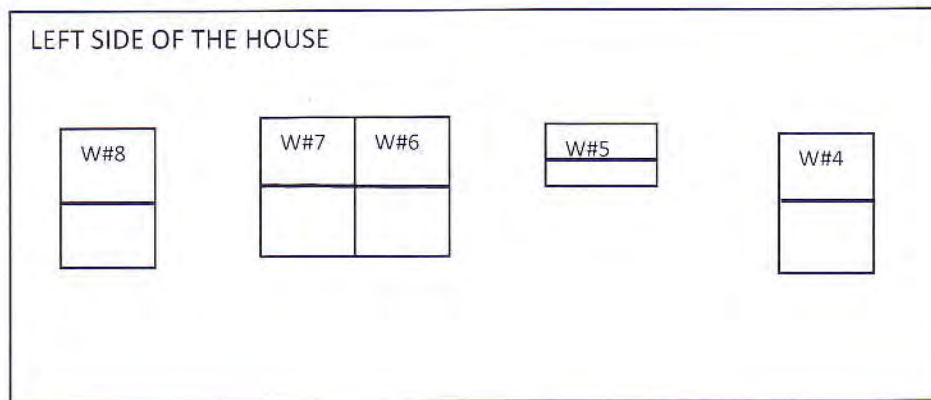 LEFT SIDE OF THE HOUSE
W#8
W#7
W#6
W#5
W#4